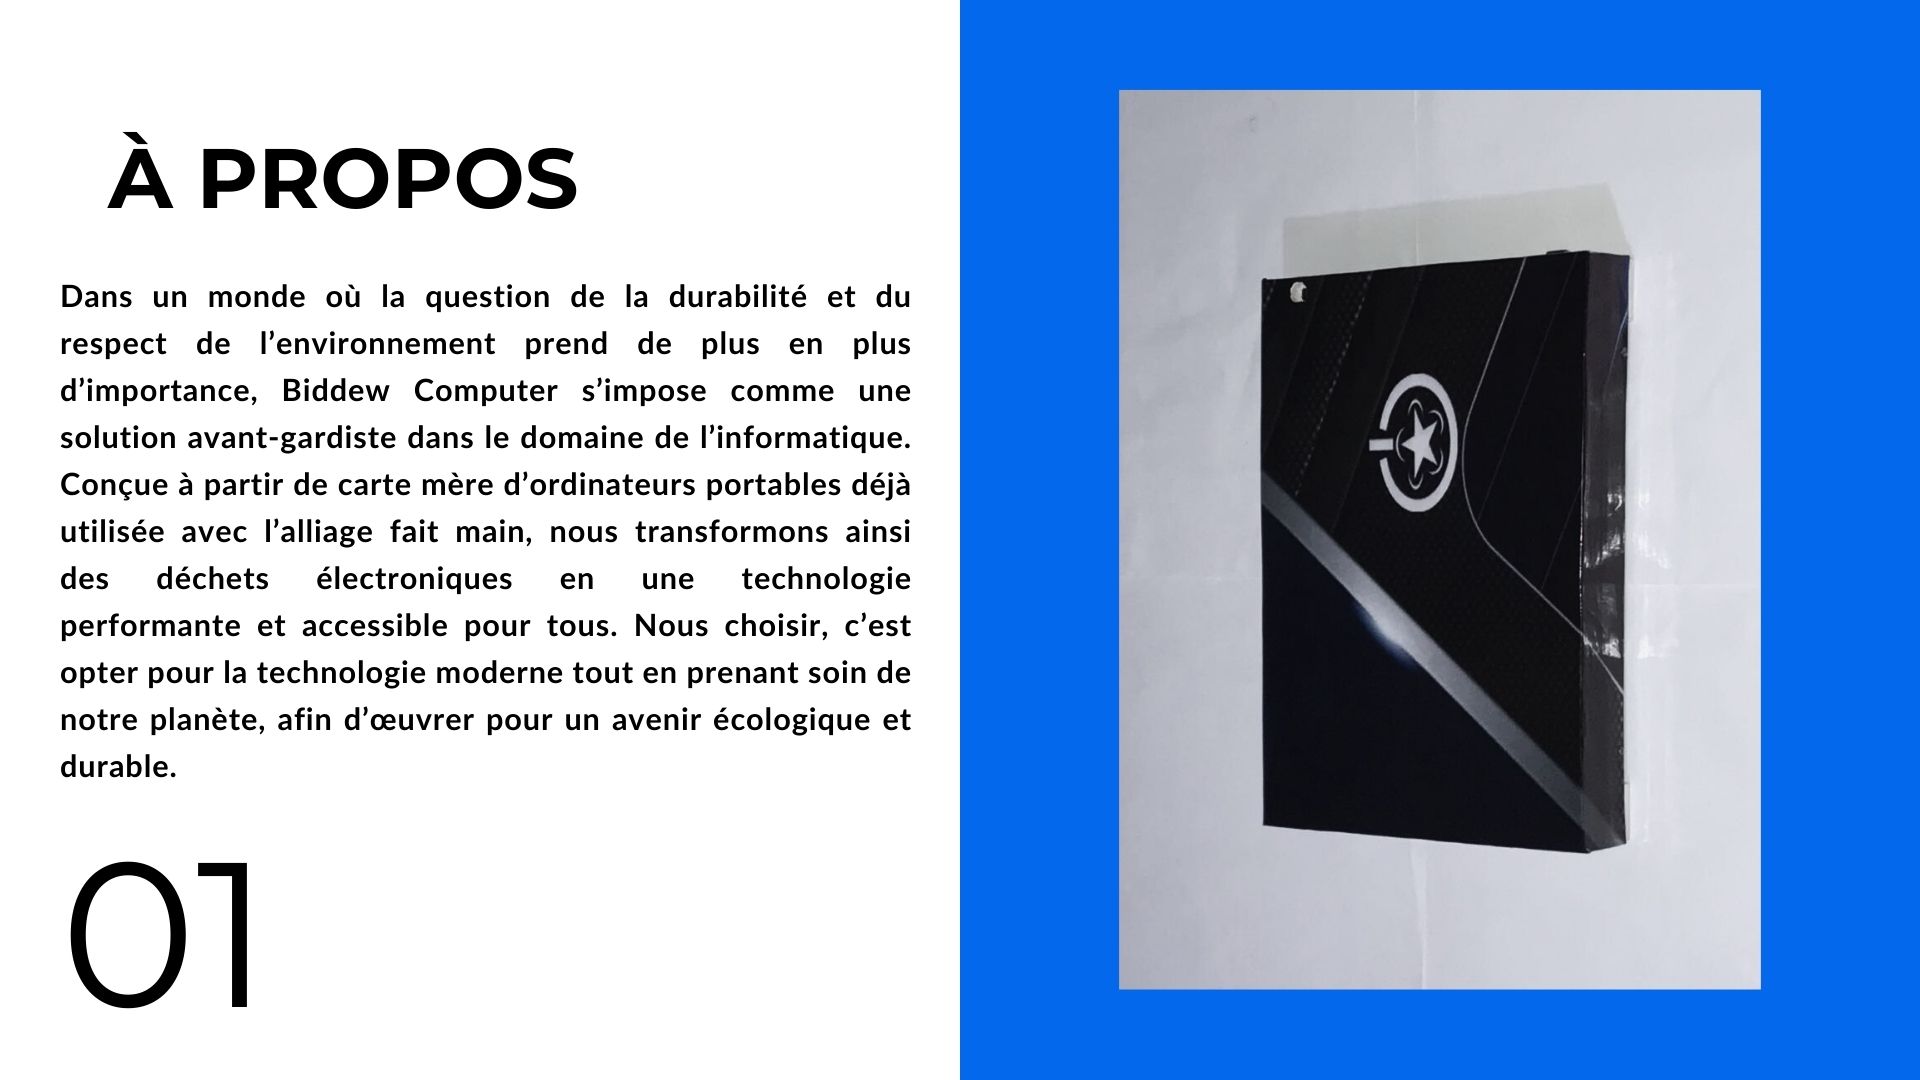 À PROPOS
Dans un monde où la question de la durabilité et du
respect de l’environnement prend de plus en plus
d’importance, Biddew Computer s’impose comme une
solution avant-gardiste dans le domaine de l’informatique.
Conçue à partir de carte mère d’ordinateurs portables déjà
utilisée avec l’alliage fait main, nous transformons ainsi
des déchets électroniques en une technologie
performante et accessible pour tous. Nous choisir, c’est
opter pour la technologie moderne tout en prenant soin de
notre planète, afin d’œuvrer pour un avenir écologique et
durable.
01